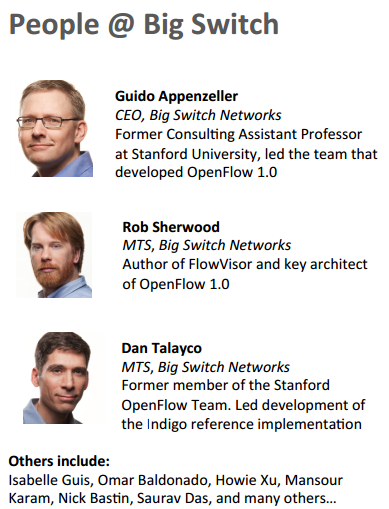 People @ Big Switch
Guido Appenzeller
CEO, Big Switch Networks
Former Consulting Assistant Professor
at Stanford University, led the team that
developed OpenFlow 1.0
Rob Sherwood
MTS, Big Switch Networks
Author of FlowVisor and key architect
of OpenFlow 1.0
Dan Talayco
MTS, Big Switch Networks
Former member of the Stanford
OpenFlow Team. Led development of
the Indigo reference implementation
Others include:
Isabelle Guis, Omar Baldonado, Howie Xu, Mansour
Karam, Nick Bastin, Saurav Das, and many others…